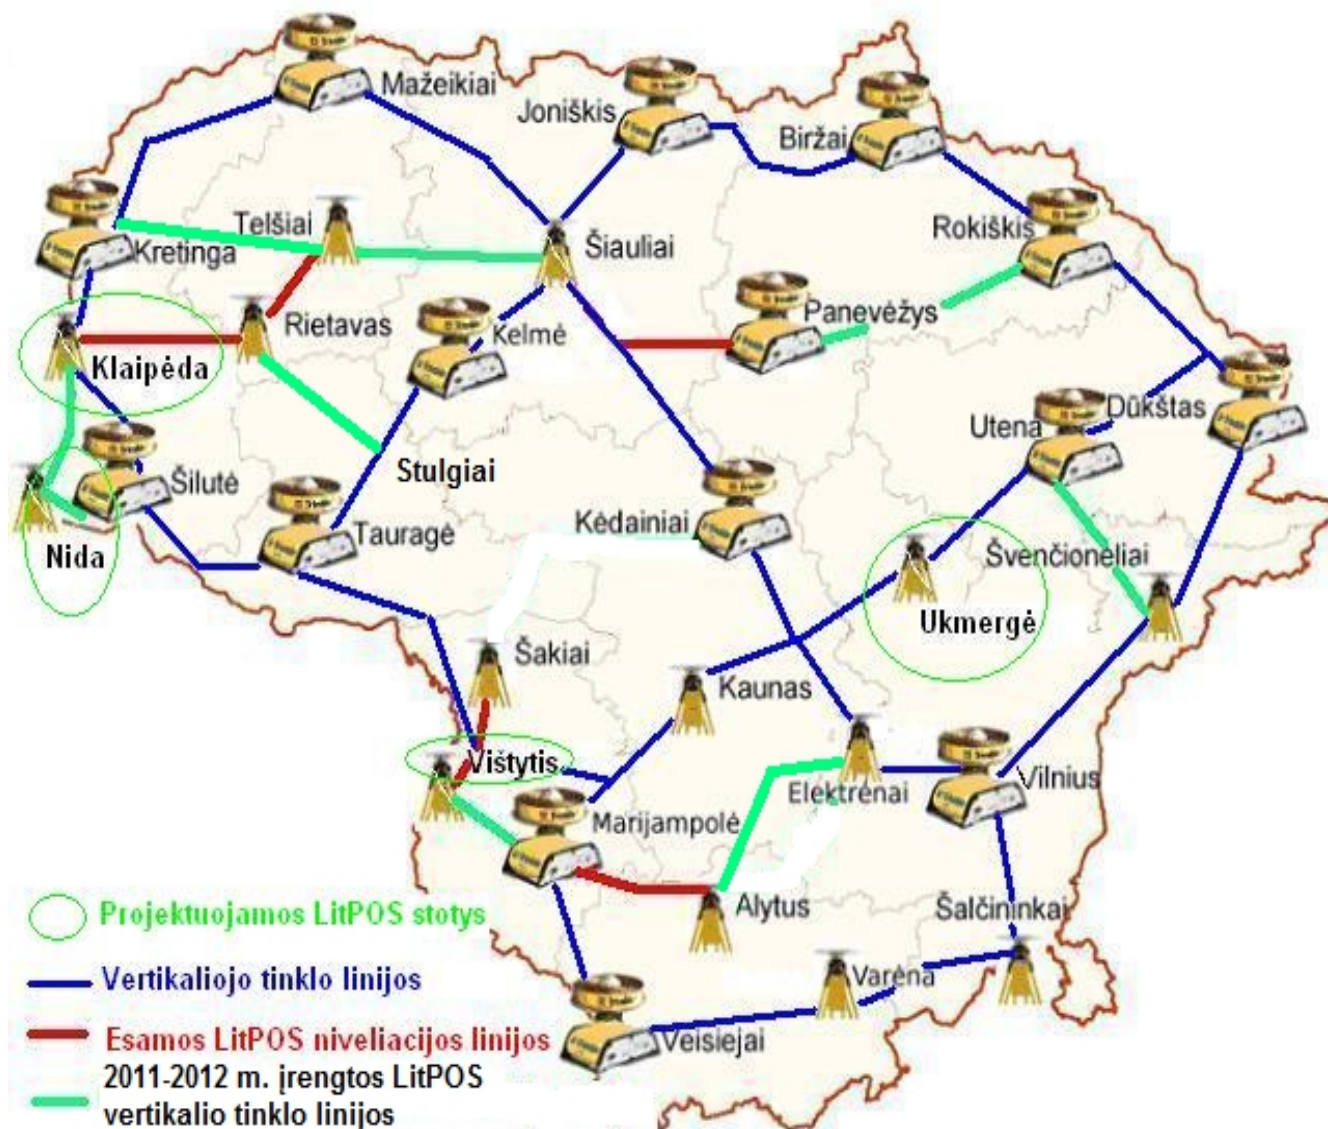 Mažeikiai
Joniškis
Biržai
Telšiai
Kretinga
Šiauliai
Rokiškis
Rietavas
Kelmė
Panevėžys
Klaipėda
Utena
Dūkštas
Stulgiai
Šilutė
Tauragė
Kėdainiai
Nida
Švenčionėliai
Ukmergė
Šakiai
Kaunas
Vištytis
Elektrėnai
Vilnius
Marijampolė
Alytus
Šalčininkai
Varėna
Veisiejai
Projektuojamos LitPOS stotys
Vertikaliojo tinklo linijos
Esamos LitPOS niveliacijos linijos
2011-2012 m. įrengtos LitPOS
vertikalio tinklo linijos